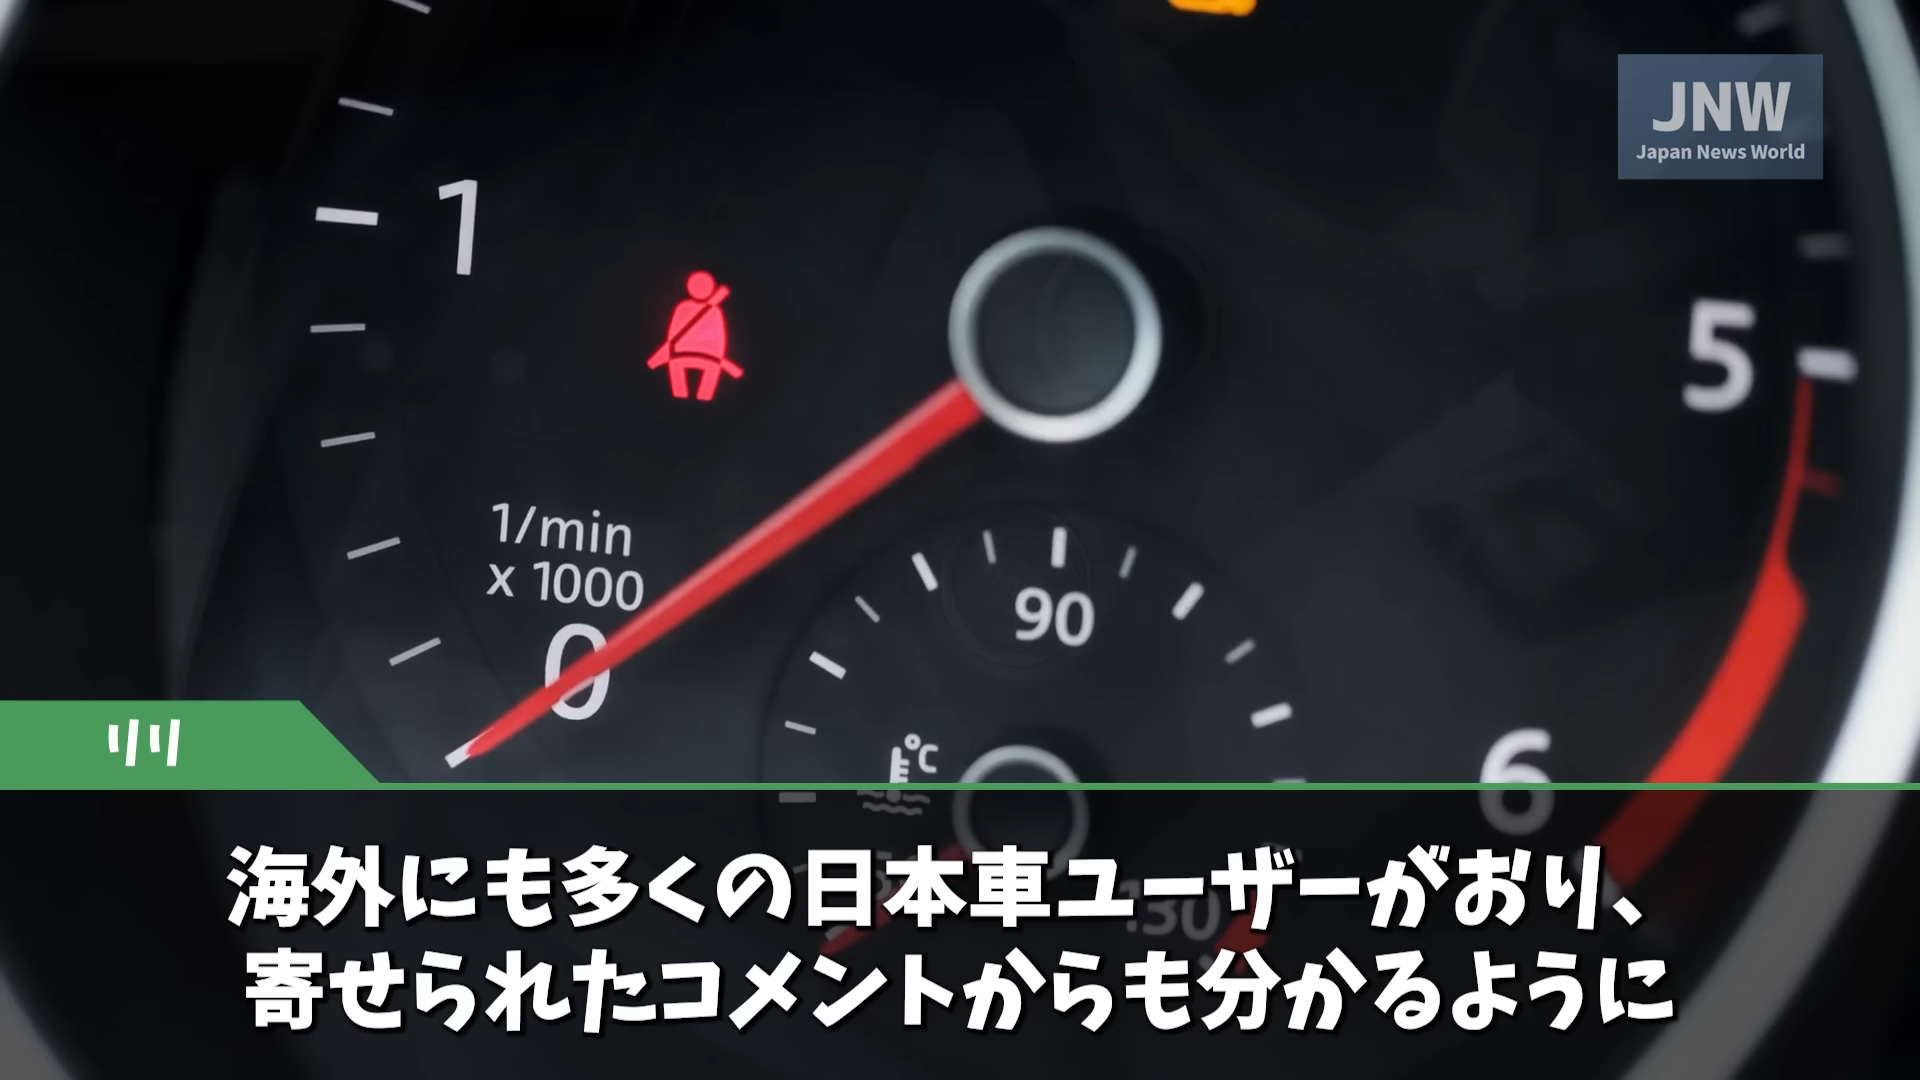 JNW
Japan News World
1
5
1/min
x 1000
0
90
°C
6
130
リリ
海外にも多くの日本車ユーザーがおり、
寄せられたコメントからも分かるように